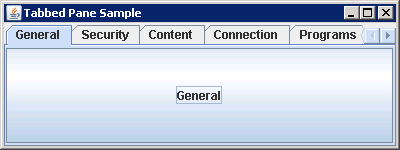 Tabbed Pane Sample
General Security Content Connection Programs
General